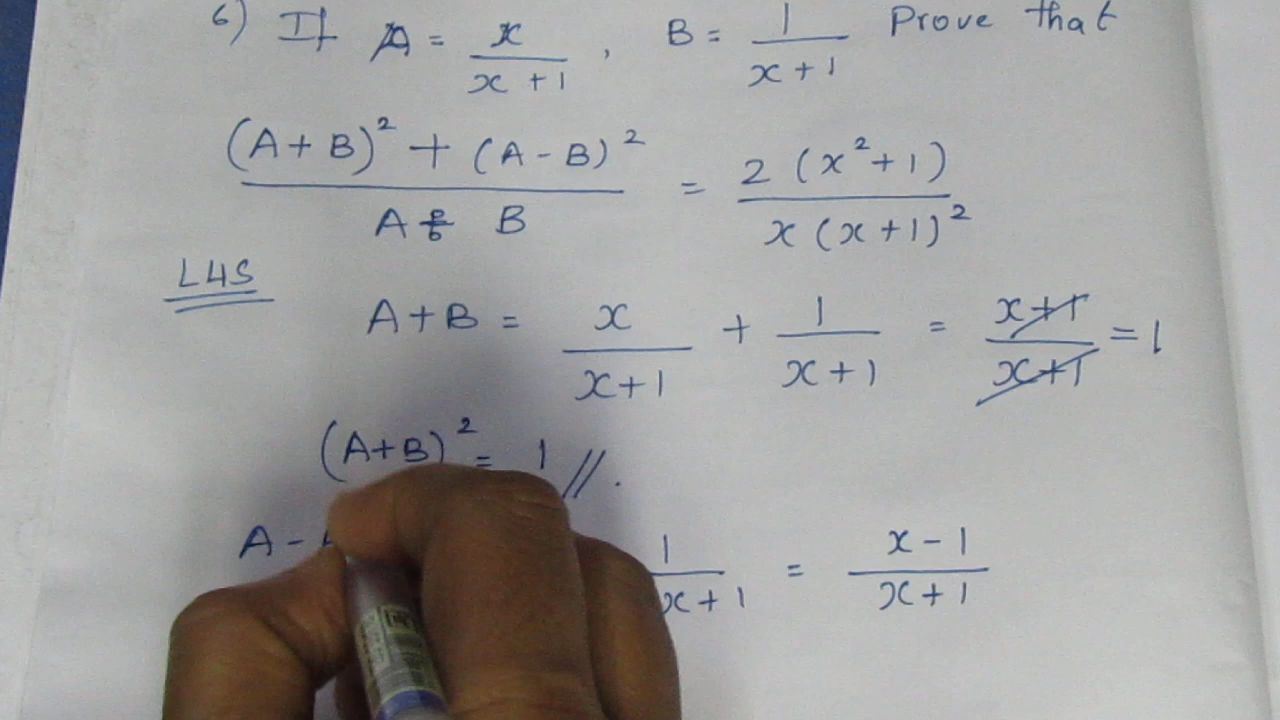 6) If A = x/(x+1), B = 1/(x+1) Prove that
((A+B)² + (A-B)²)/(A ÷ B) = 2(x²+1)/(x(x+1)²)
LHS
A+B = x/(x+1) + 1/(x+1) = (x+1)/(x+1) = 1
(A+B)² = 1 //.
A - 1/(x+1) = (x-1)/(x+1)